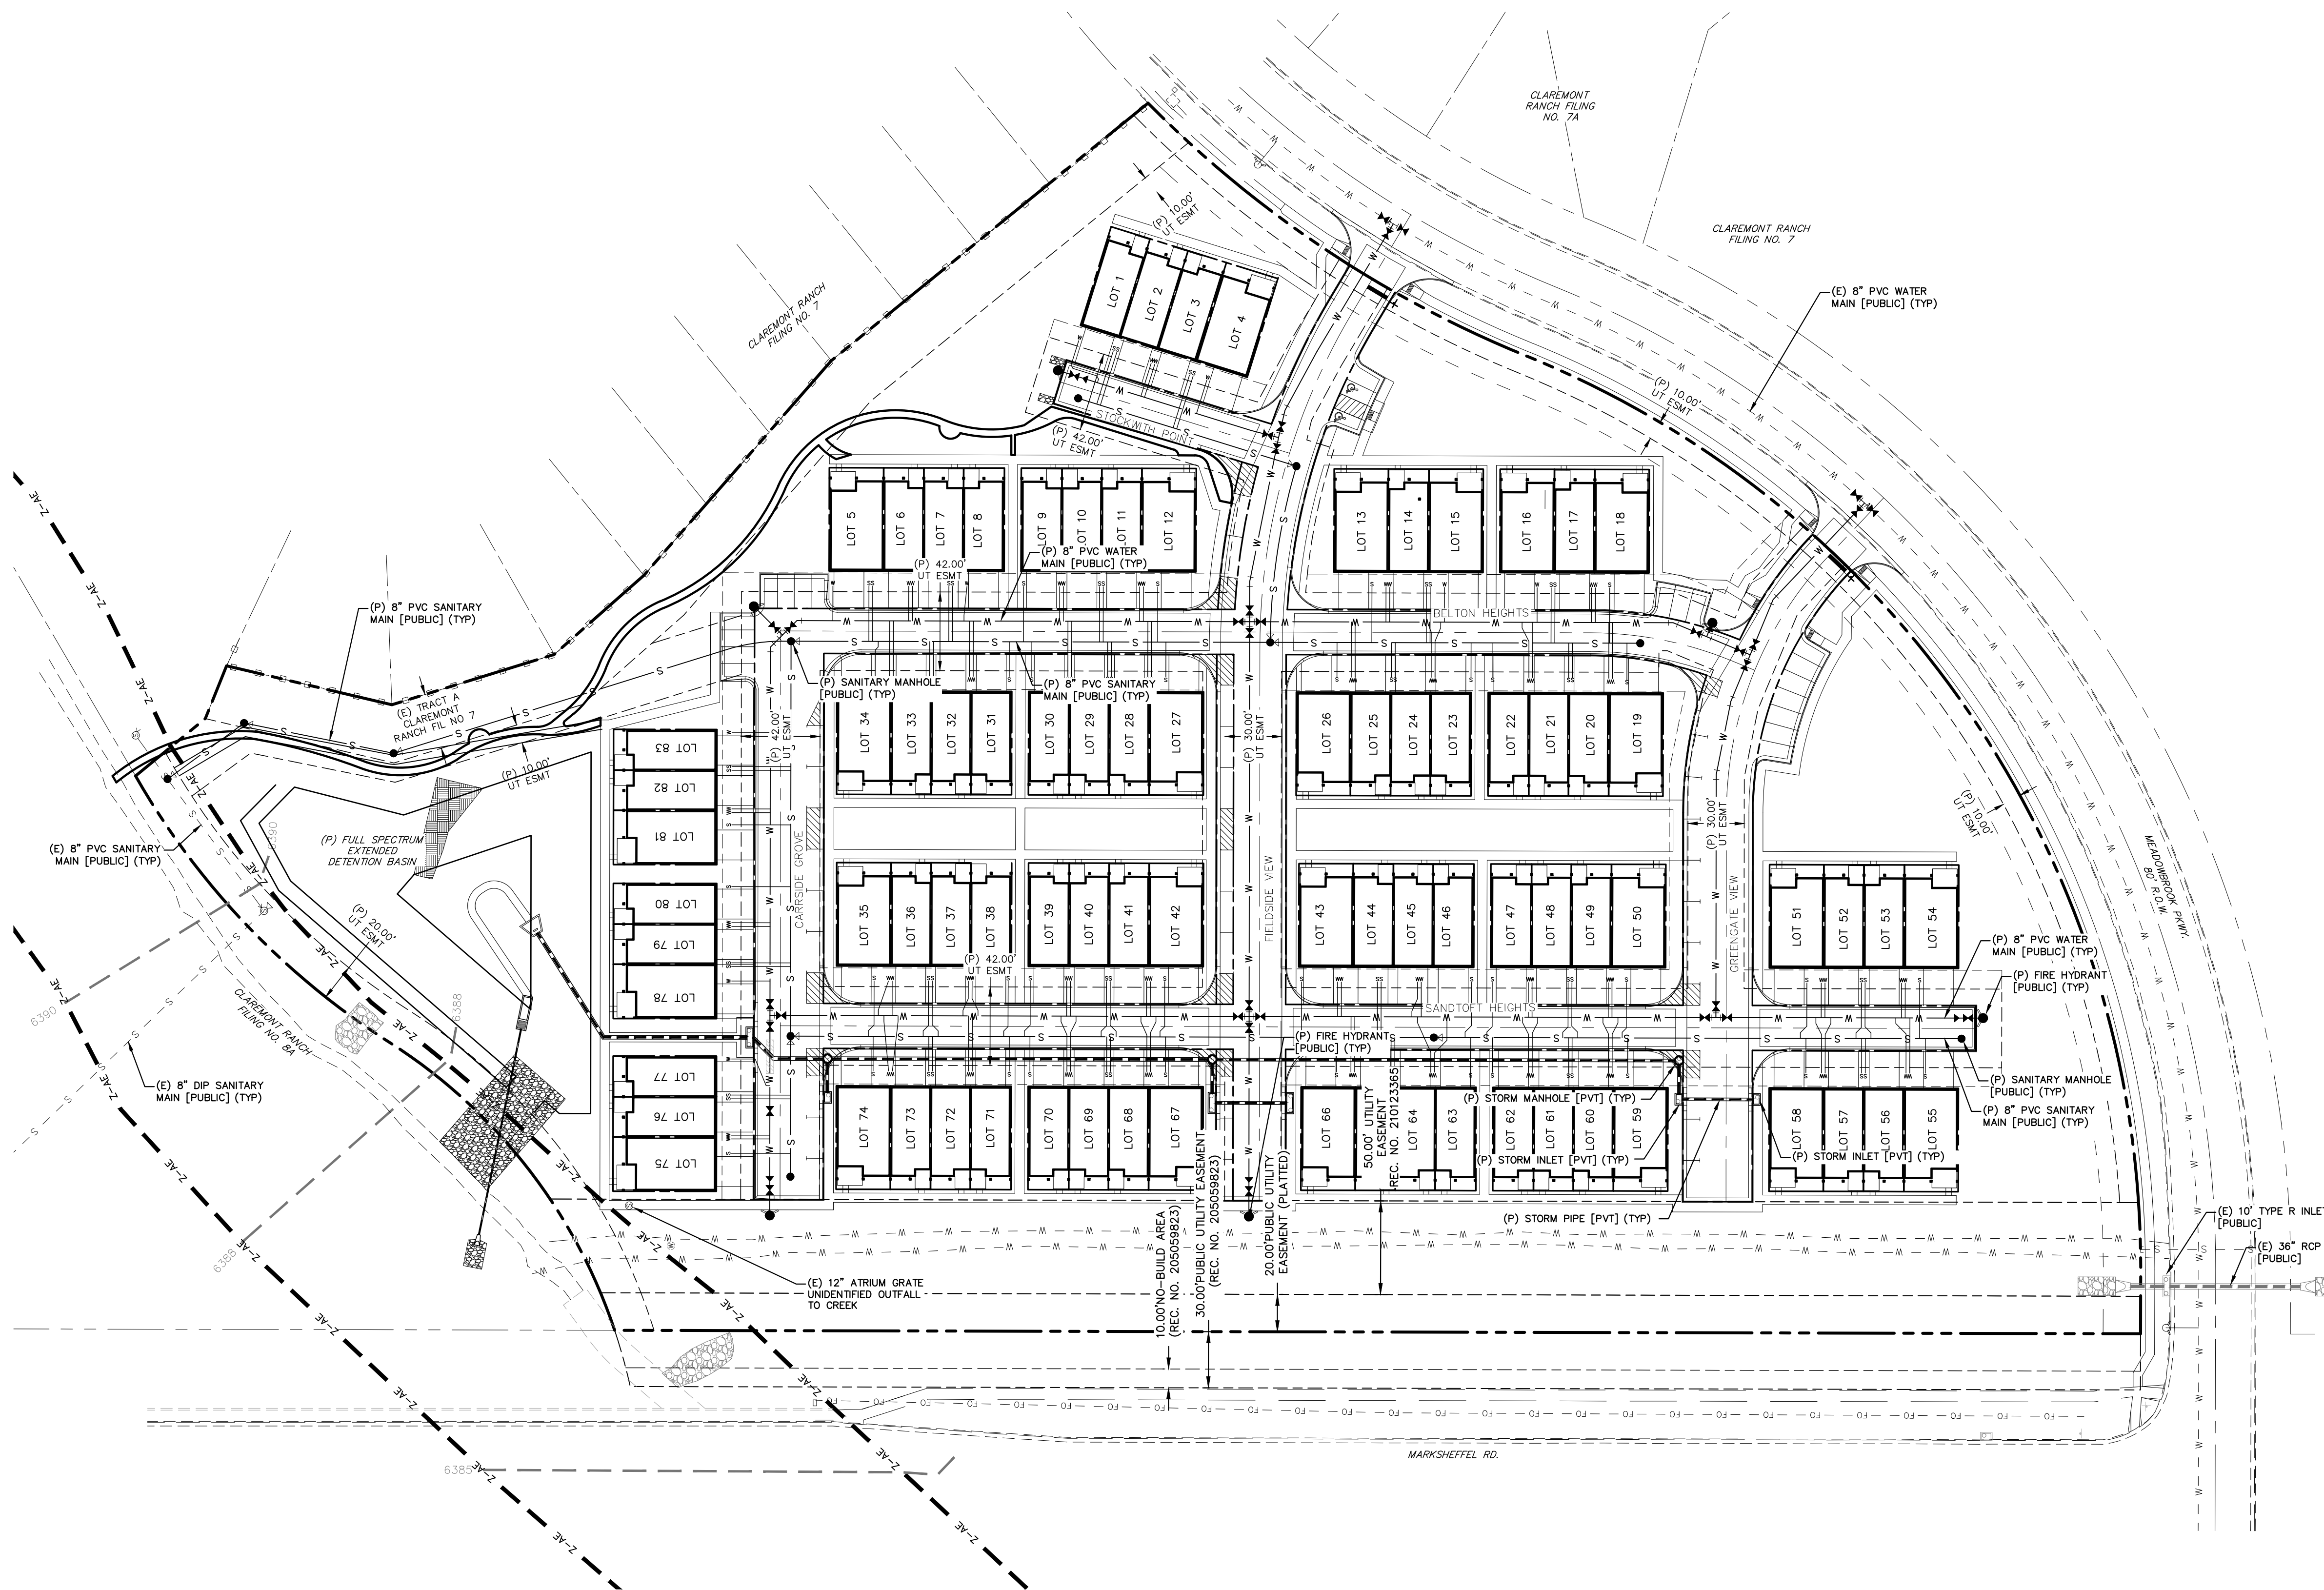 CLAREMONT
RANCH FILING
NO. 7A
CLAREMONT RANCH
FILING NO. 7
(E) 8" PVC WATER
MAIN [PUBLIC] (TYP)
(P) 10.00'
UT ESMT
CLAREMONT RANCH
FILING NO. 7
LOT 1
LOT 2
LOT 3
LOT 4
(P) 10.00'
UT ESMT
STOCKWITH POINT
(P) 42.00'
UT ESMT
LOT 5
LOT 6
LOT 7
LOT 8
LOT 9
LOT 10
LOT 11
LOT 12
LOT 13
LOT 14
LOT 15
LOT 16
LOT 17
LOT 18
(P) 8" PVC WATER
MAIN [PUBLIC] (TYP)
(P) 42.00'
UT ESMT
(P) 8" PVC SANITARY
MAIN [PUBLIC] (TYP)
BELTON HEIGHTS
(P) SANITARY MANHOLE
[PUBLIC] (TYP)
(P) 8" PVC SANITARY
MAIN [PUBLIC] (TYP)
(E) TRACT A
CLAREMONT
RANCH FIL NO 7
(P) 10.00'
UT ESMT
LOT 83
LOT 82
LOT 81
LOT 80
LOT 79
LOT 78
LOT 77
LOT 76
LOT 75
(P) 42.00'
UT ESMT
LOT 34
LOT 33
LOT 32
LOT 31
LOT 30
LOT 29
LOT 28
LOT 27
(P) 30.00'
UT ESMT
LOT 26
LOT 25
LOT 24
LOT 23
LOT 22
LOT 21
LOT 20
LOT 19
(P) 30.00'
UT ESMT
(P) 10.00'
UT ESMT
MEADOWBROOK PKWY.
80' R.O.W.
(E) 8" PVC SANITARY
MAIN [PUBLIC] (TYP)
(P) FULL SPECTRUM
EXTENDED
DETENTION BASIN
6390
(P) 20.00'
UT ESMT
CARRSIDE GROVE
FIELDSIDE VIEW
GREENGATE VIEW
LOT 35
LOT 36
LOT 37
LOT 38
LOT 39
LOT 40
LOT 41
LOT 42
LOT 43
LOT 44
LOT 45
LOT 46
LOT 47
LOT 48
LOT 49
LOT 50
LOT 51
LOT 52
LOT 53
LOT 54
(P) 42.00'
UT ESMT
(P) 8" PVC WATER
MAIN [PUBLIC] (TYP)
(P) FIRE HYDRANT
[PUBLIC] (TYP)
6390
6388
CLAREMONT RANCH
FILING NO. 8A
SANDTOFT HEIGHTS
(P) FIRE HYDRANT
[PUBLIC] (TYP)
(E) 8" DIP SANITARY
MAIN [PUBLIC] (TYP)
(P) SANITARY MANHOLE
[PUBLIC] (TYP)
(P) 8" PVC SANITARY
MAIN [PUBLIC] (TYP)
(P) STORM MANHOLE [PVT] (TYP)
LOT 74
LOT 73
LOT 72
LOT 71
LOT 70
LOT 69
LOT 68
LOT 67
LOT 66
LOT 64
LOT 63
LOT 62
LOT 61
LOT 60
LOT 59
LOT 58
LOT 57
LOT 56
LOT 55
50.00' UTILITY
EASEMENT
(REC. NO. 210123365)
(P) STORM INLET [PVT] (TYP)
(P) STORM INLET [PVT] (TYP)
(P) STORM PIPE [PVT] (TYP)
10.00'NO-BUILD AREA
(REC. NO. 205059823)
30.00'PUBLIC UTILITY EASEMENT
(REC. NO. 205059823)
20.00'PUBLIC UTILITY
EASEMENT (PLATTED)
(E) 10' TYPE R INLET
[PUBLIC]
(E) 36" RCP
[PUBLIC]
6388
(E) 12" ATRIUM GRATE
UNIDENTIFIED OUTFALL
TO CREEK
6385
MARKSHEFFEL RD.